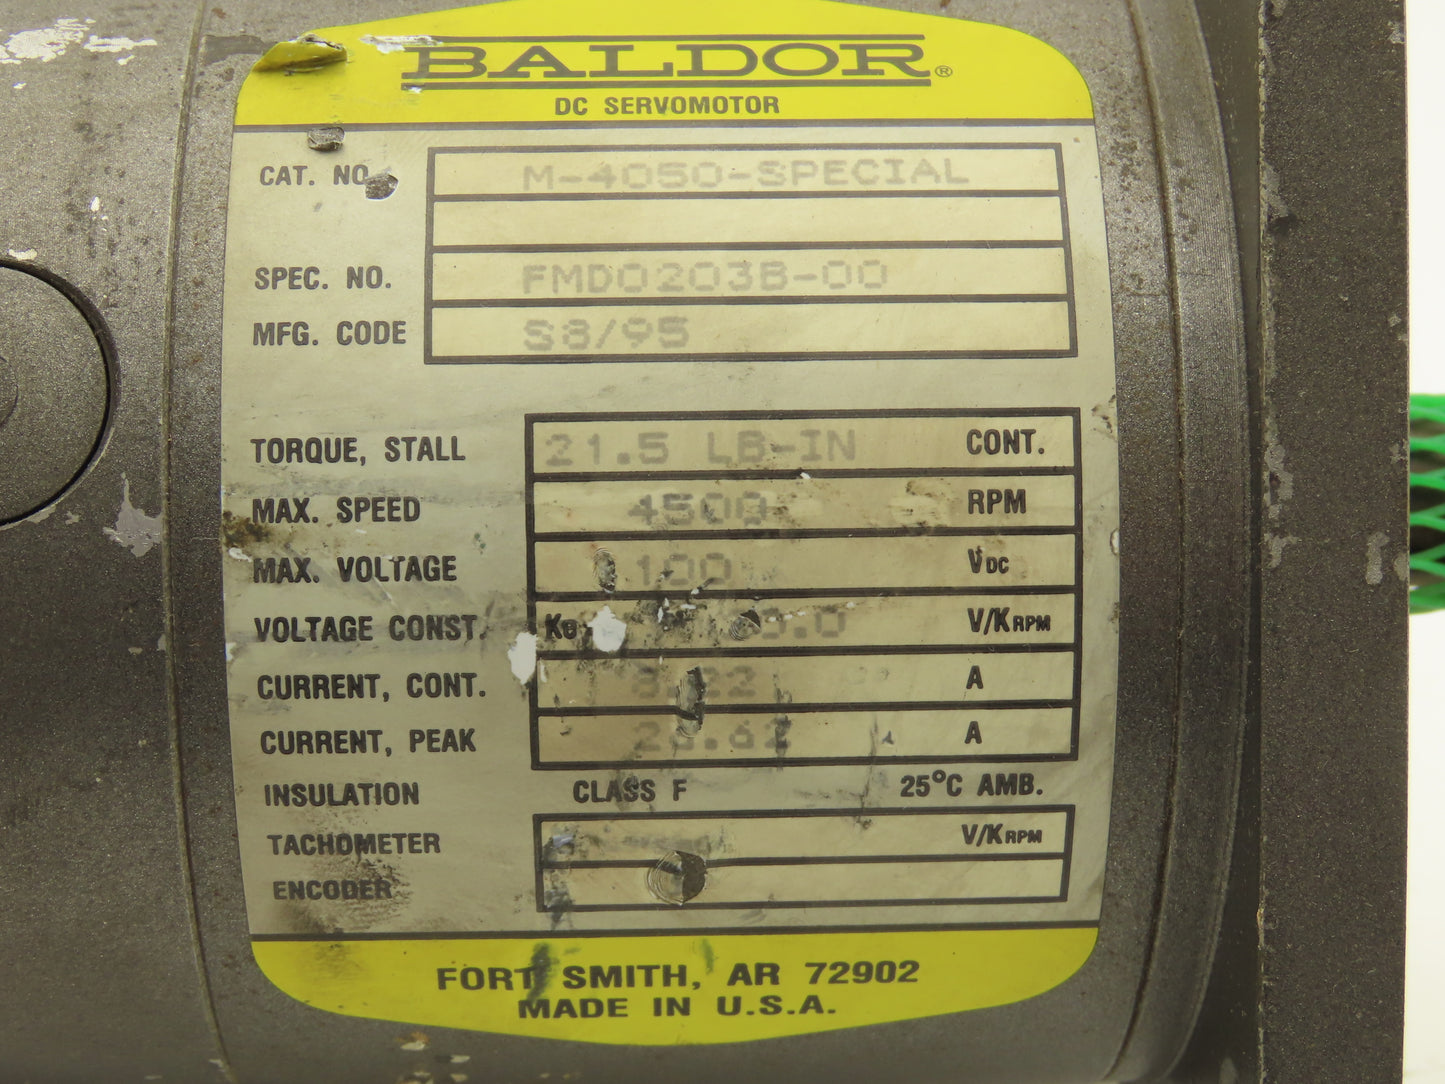 BALDOR®
DC SERVOMOTOR
CAT. NO. M-4050-SPECIAL
SPEC. NO. FMD0203B-00
MFG. CODE S8/95
TORQUE, STALL 21.5 LB-IN CONT.
MAX. SPEED 4500 RPM
MAX. VOLTAGE 100 VDC
VOLTAGE CONST. Ke V/KRPM
CURRENT, CONT. A
CURRENT, PEAK A
INSULATION CLASS F 25°C AMB.
TACHOMETER V/KRPM
ENCODER
FORT SMITH, AR 72902
MADE IN U.S.A.